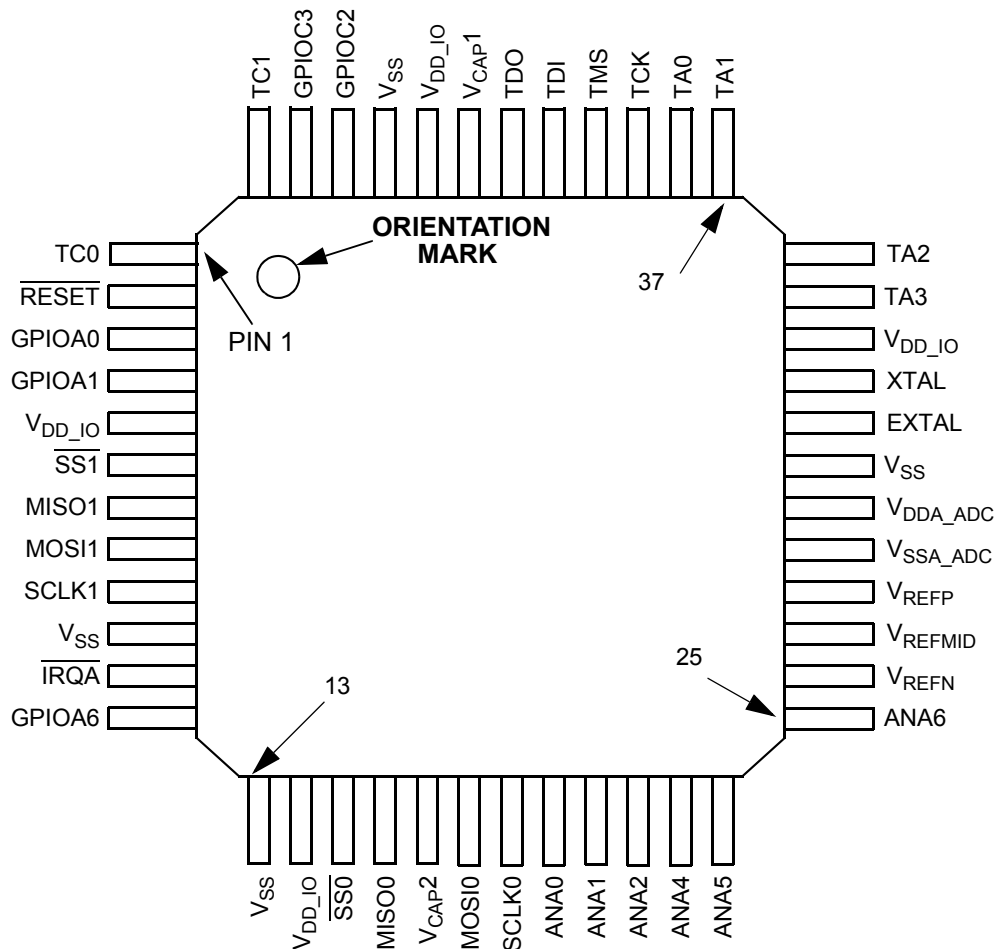 TC1
GPIOC3
GPIOC2
VSS
VDD_IO
VCAP1
TDO
TDI
TMS
TCK
TA0
TA1
ORIENTATION
MARK
37
PIN 1
TC0
RESET
GPIOA0
GPIOA1
VDD_IO
SS1
MISO1
MOSI1
SCLK1
VSS
IRQA
GPIOA6
TA2
TA3
VDD_IO
XTAL
EXTAL
VSS
VDDA_ADC
VSSA_ADC
VREFP
VREFMID
VREFN
ANA6
13
25
VSS
VDD_IO
SS0
MISO0
VCAP2
MOSI0
SCLK0
ANA0
ANA1
ANA2
ANA4
ANA5